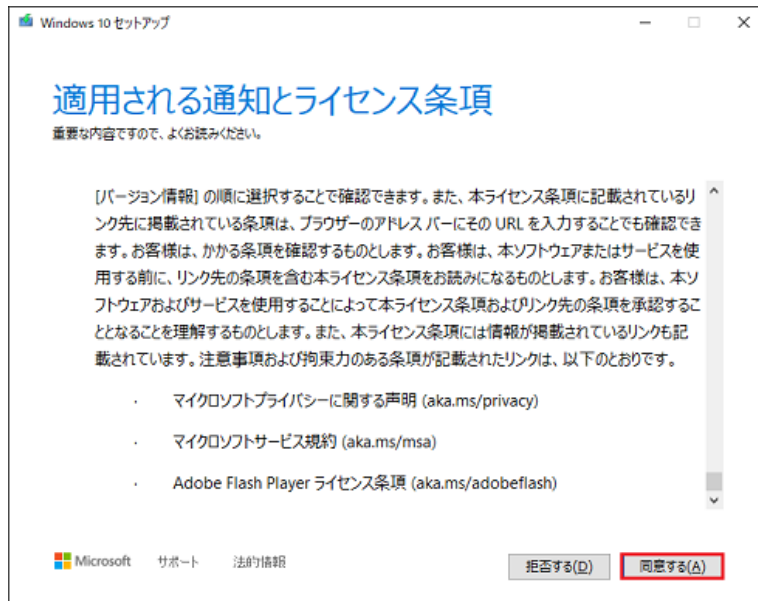 Windows 10 セットアップ
適用される通知とライセンス条項
重要な内容ですので、よくお読みください。
[バージョン情報] の順に選択することで確認できます。また、本ライセンス条項に記載されているリ
ンク先に掲載されている条項は、ブラウザーのアドレス バーにその URL を入力することでも確認でき
ます。お客様は、かかる条項を確認するものとします。お客様は、本ソフトウェアまたはサービスを使
用する前に、リンク先の条項を含む本ライセンス条項をお読みになるものとします。お客様は、本ソ
フトウェアおよびサービスを使用することによって本ライセンス条項およびリンク先の条項を承認するこ
ととなることを理解するものとします。また、本ライセンス条項には情報が掲載されているリンクも記
載されています。注意事項および拘束力のある条項が記載されたリンクは、以下のとおりです。
· マイクロソフトプライバシーに関する声明 (aka.ms/privacy)
· マイクロソフトサービス規約 (aka.ms/msa)
· Adobe Flash Player ライセンス条項 (aka.ms/adobeflash)
Microsoft サポート 法的情報 拒否する(D) 同意する(A)